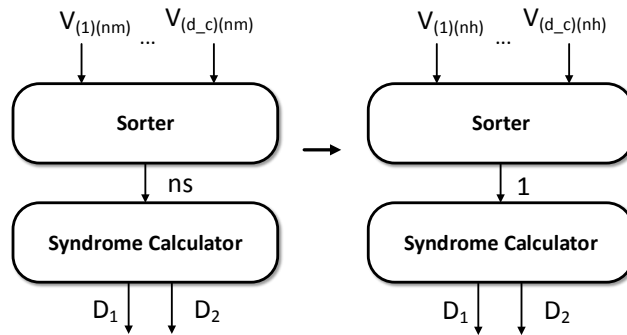 V(1)(nm) ... V(d_c)(nm)
Sorter
ns
Syndrome Calculator
D1 D2
V(1)(nh) ... V(d_c)(nh)
Sorter
1
Syndrome Calculator
D1 D2